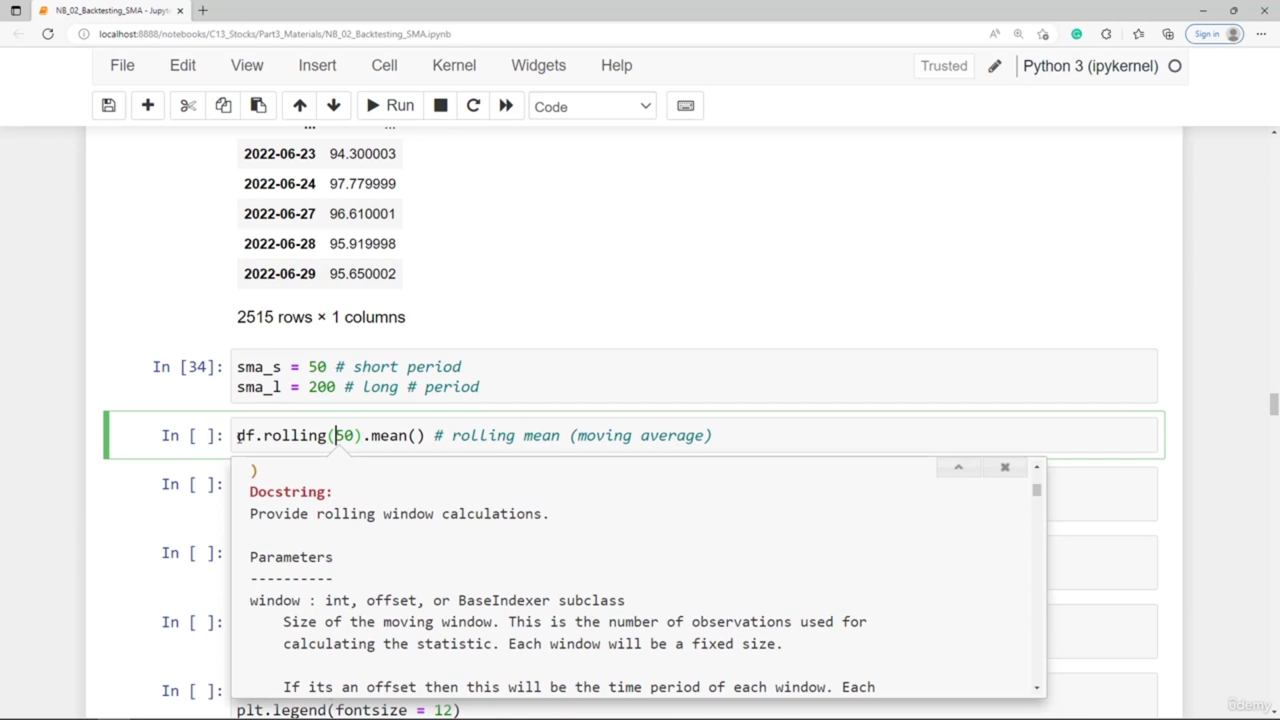 NB_02_Backtesting_SMA - Jupyt
localhost:8888/notebooks/C13_Stocks/Part3_Materials/NB_02_Backtesting_SMA.ipynb
Sign in
File Edit View Insert Cell Kernel Widgets Help Trusted Python 3 (ipykernel)
Run Code
... ...
2022-06-23 94.300003
2022-06-24 97.779999
2022-06-27 96.610001
2022-06-28 95.919998
2022-06-29 95.650002
2515 rows × 1 columns
In [34]: sma_s = 50 # short period
sma_l = 200 # long # period
In [ ]: df.rolling(50).mean() # rolling mean (moving average)
)
Docstring:
In [ ]:
Provide rolling window calculations.
In [ ]:
Parameters
----------
window : int, offset, or BaseIndexer subclass
In [ ]:
Size of the moving window. This is the number of observations used for
calculating the statistic. Each window will be a fixed size.
If its an offset then this will be the time period of each window. Each
In [ ]:
plt.legend(fontsize = 12)
ûdemy